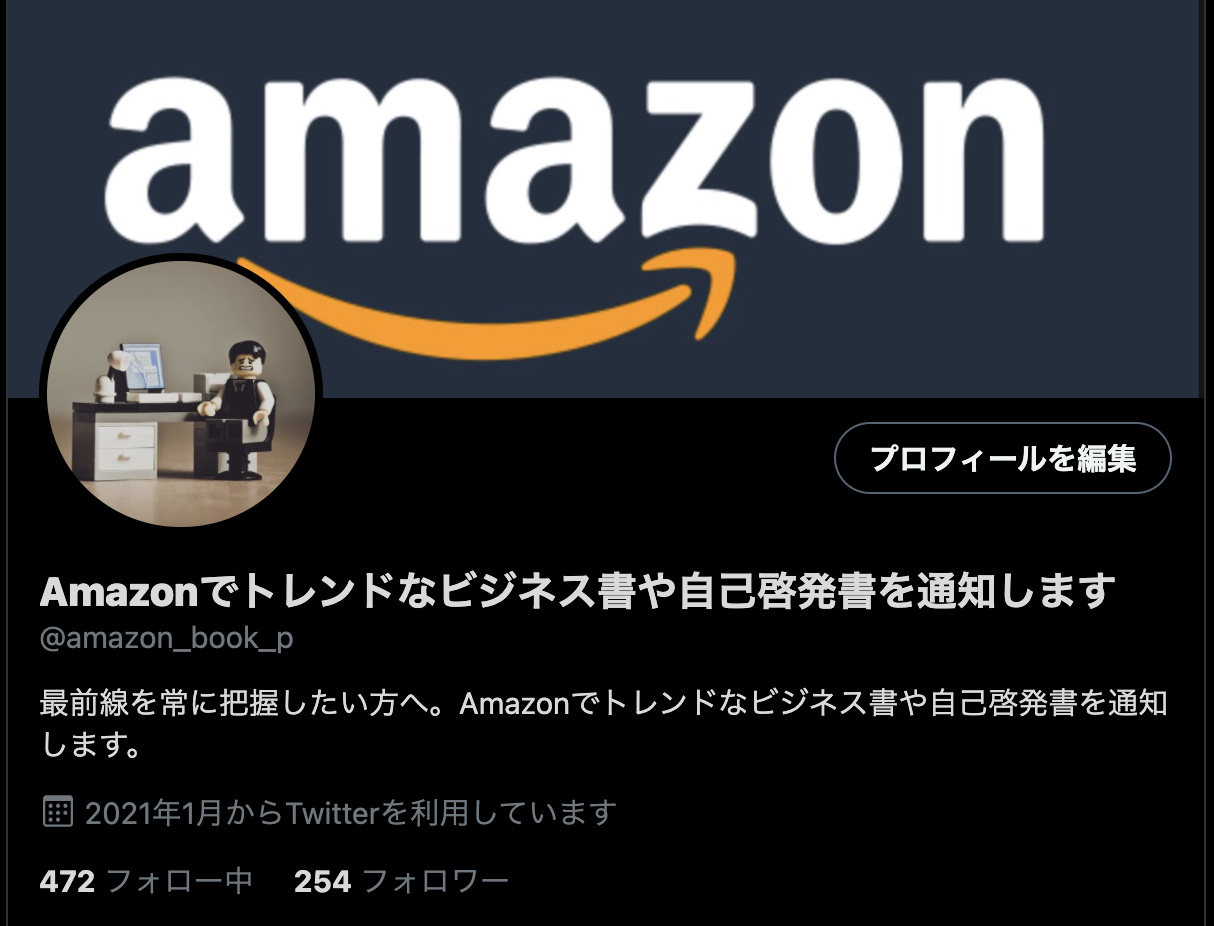 amazon
プロフィールを編集
Amazonでトレンドなビジネス書や自己啓発書を通知します
@amazon_book_p
最前線を常に把握したい方へ。Amazonでトレンドなビジネス書や自己啓発書を通知
します。
2021年1月からTwitterを利用しています
472 フォロー中 254 フォロワー